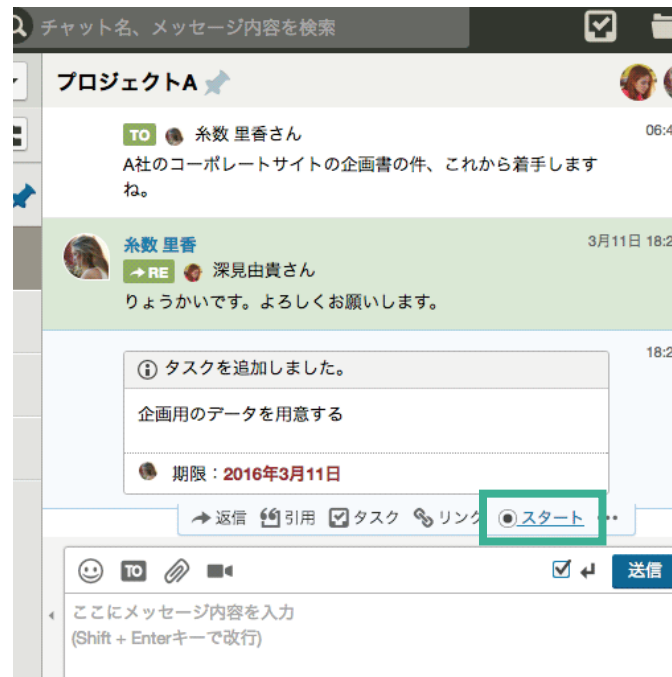 チャット名、メッセージ内容を検索
プロジェクトA
TO 糸数 里香さん 06:4
A社のコーポレートサイトの企画書の件、これから着手します
ね。
糸数 里香 3月11日 18:2
RE 深見由貴さん
りょうかいです。よろしくお願いします。
18:2
タスクを追加しました。
企画用のデータを用意する
期限：2016年3月11日
返信 引用 タスク リンク スタート
TO 送信
ここにメッセージ内容を入力
(Shift + Enterキーで改行)